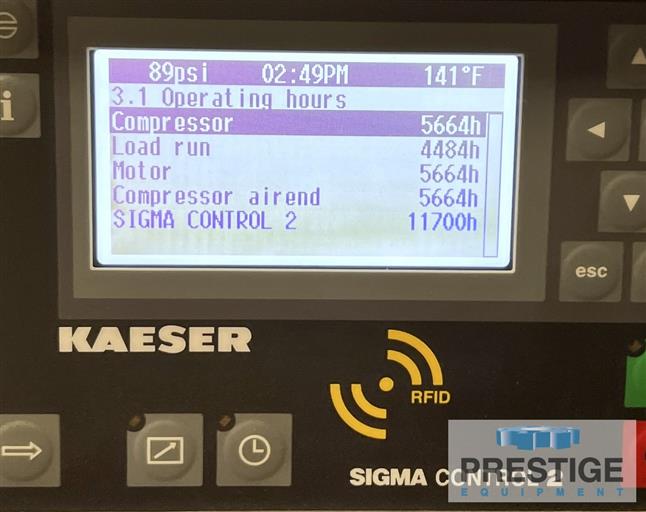 89psi 02:49PM 141°F
3.1 Operating hours
Compressor 5664h
Load run 4484h
Motor 5664h
Compressor airend 5664h
SIGMA CONTROL 2 11700h
i
esc
KAESER
RFID
SIGMA CONTROL 2
PRESTIGE
EQUIPMENT